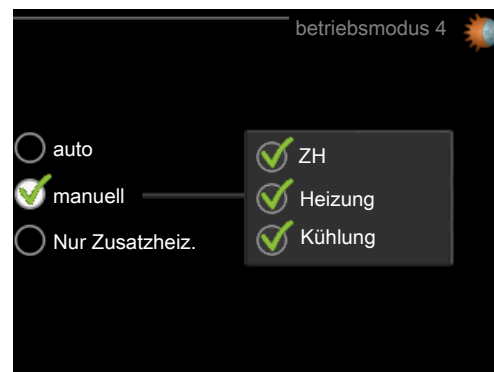 betriebsmodus 4
auto
manuell
Nur Zusatzheiz.
ZH
Heizung
Kühlung